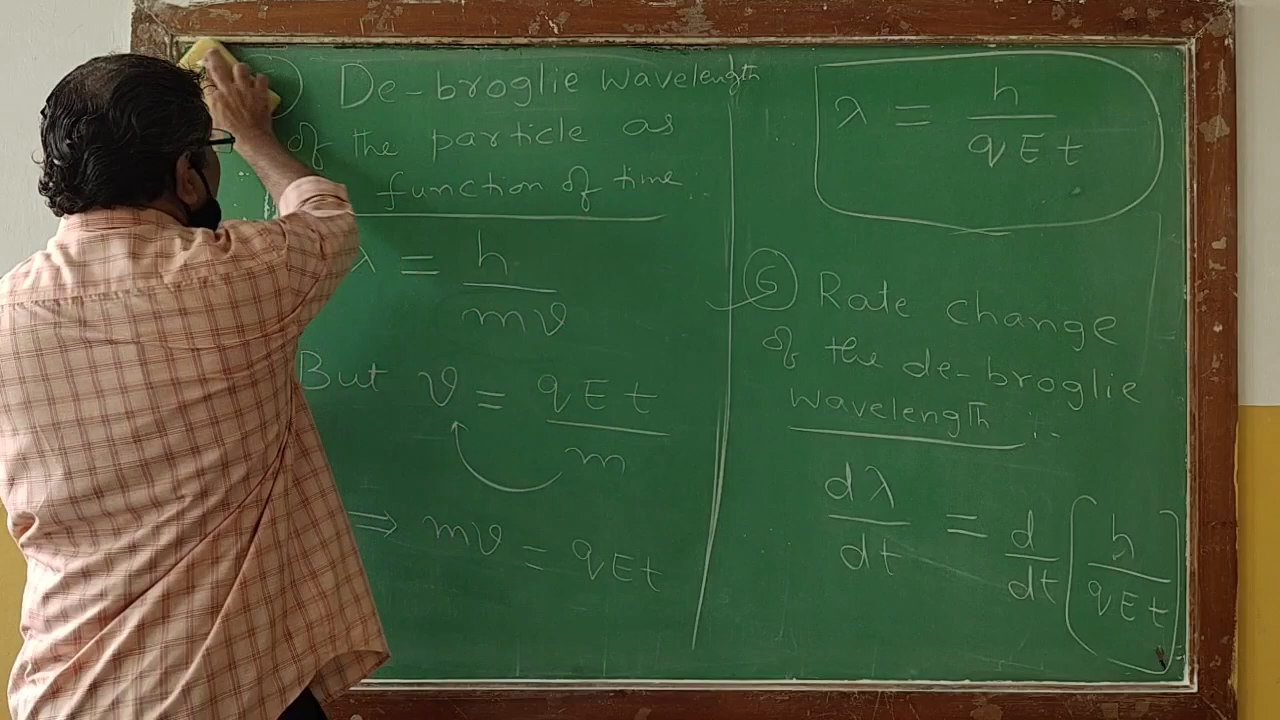 ) De-broglie wavelength
of the particle as
function of time :
λ = h / mv
But v = qEt / m
⇒ mv = qEt
λ = h / qEt
6 Rate change
of the de-broglie
wavelength :-
dλ / dt = d / dt [ h / qEt ]